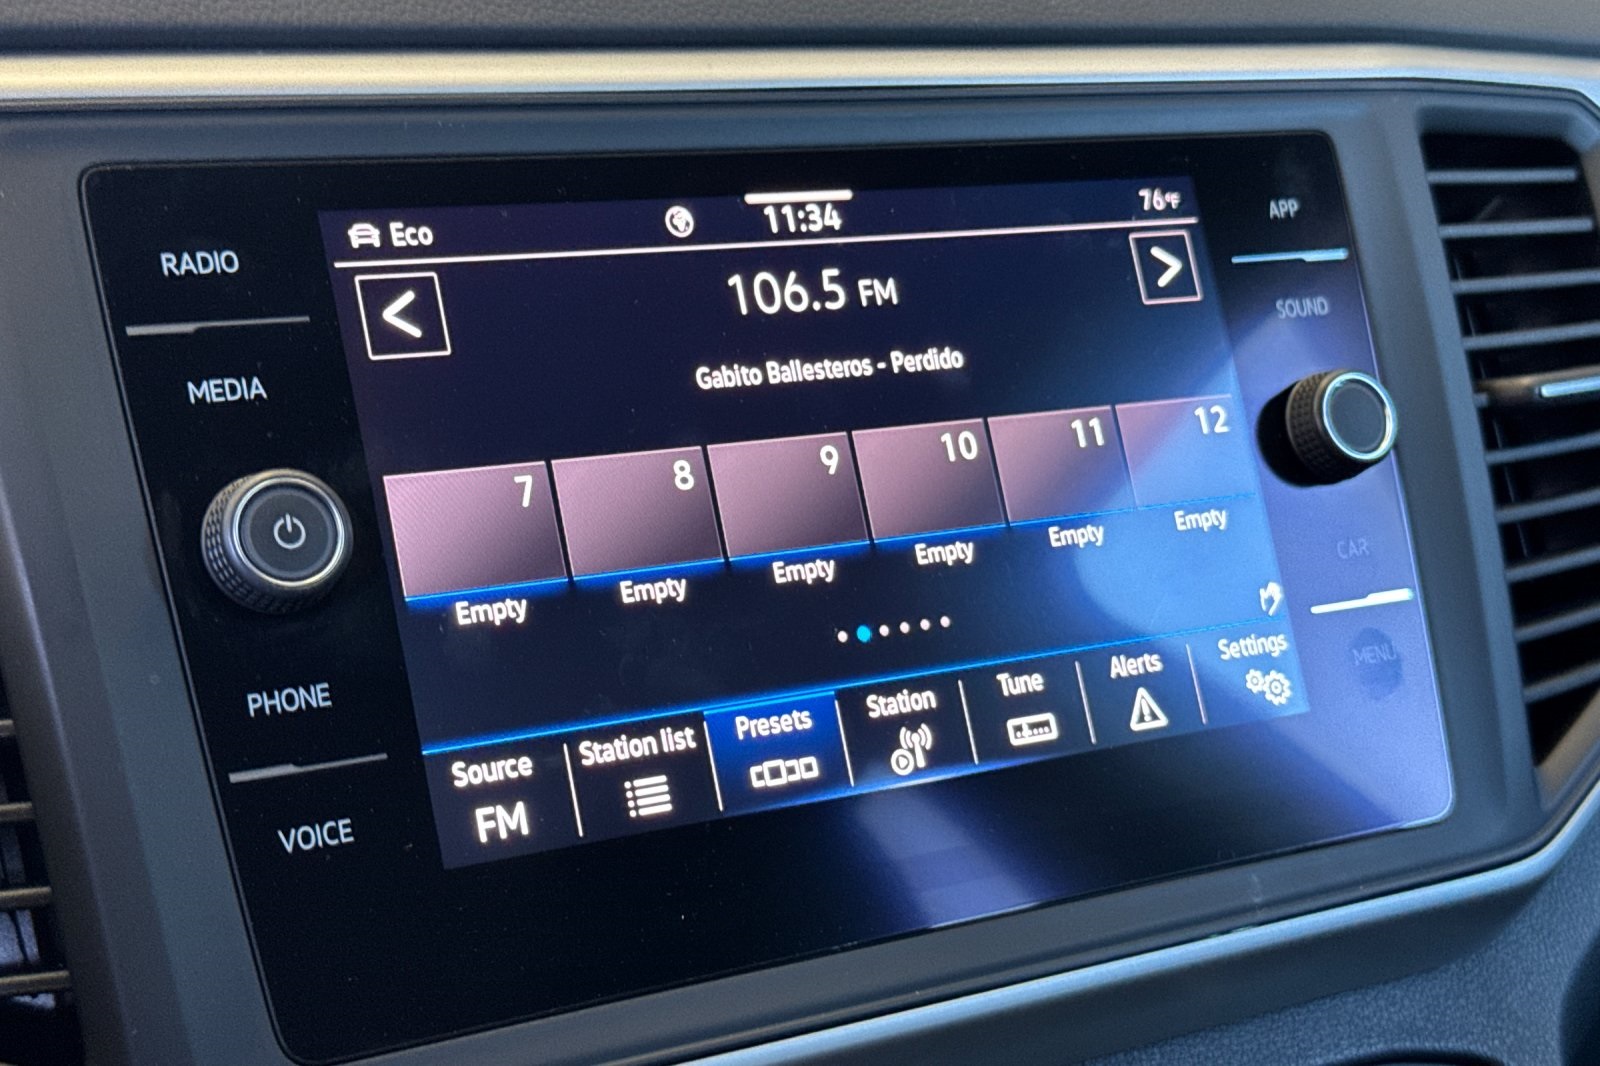 RADIO
MEDIA
PHONE
VOICE
Eco
11:34
76°F
106.5 FM
Gabito Ballesteros - Perdido
7 8 9 10 11 12
Empty Empty Empty Empty Empty Empty
Source FM
Station list
Presets
Station
Tune
Alerts
Settings
APP
SOUND
CAR
MENU